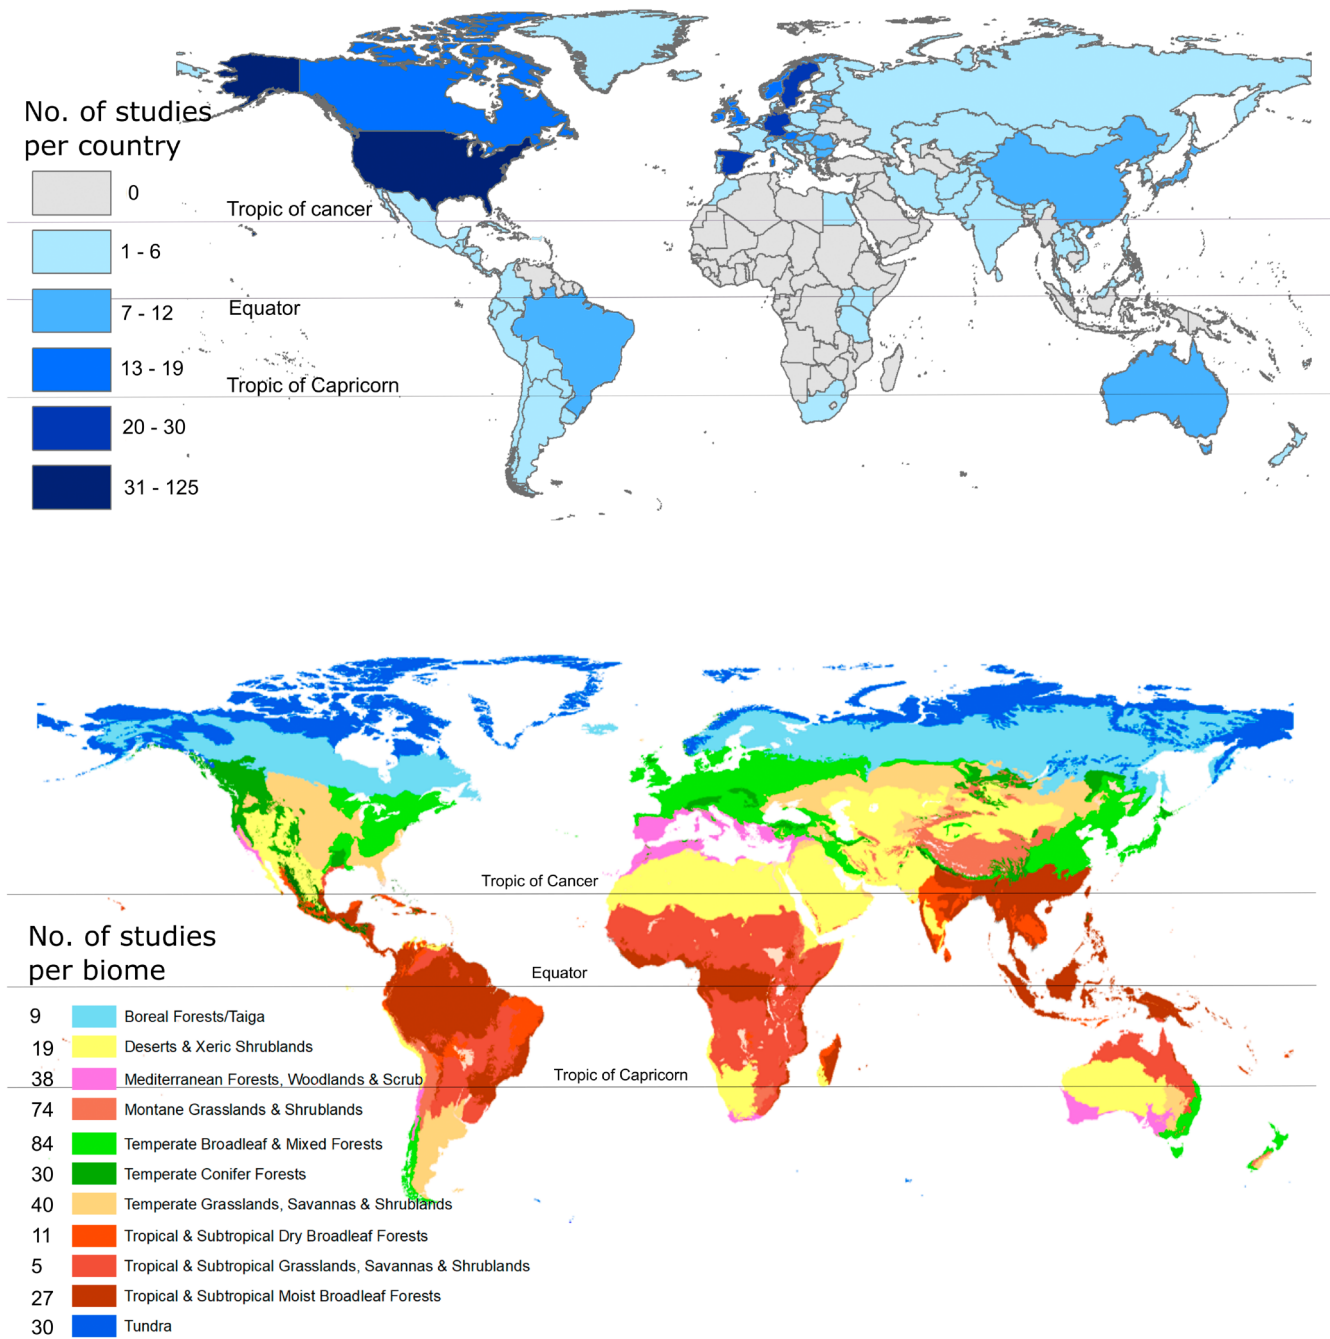 No. of studies
per country
0
Tropic of cancer
1 - 6
7 - 12
Equator
13 - 19
Tropic of Capricorn
20 - 30
31 - 125
Tropic of Cancer
No. of studies
per biome
Equator
9 Boreal Forests/Taiga
19 Deserts & Xeric Shrublands
Tropic of Capricorn
38 Mediterranean Forests, Woodlands & Scrub
74 Montane Grasslands & Shrublands
84 Temperate Broadleaf & Mixed Forests
30 Temperate Conifer Forests
40 Temperate Grasslands, Savannas & Shrublands
11 Tropical & Subtropical Dry Broadleaf Forests
5 Tropical & Subtropical Grasslands, Savannas & Shrublands
27 Tropical & Subtropical Moist Broadleaf Forests
30 Tundra